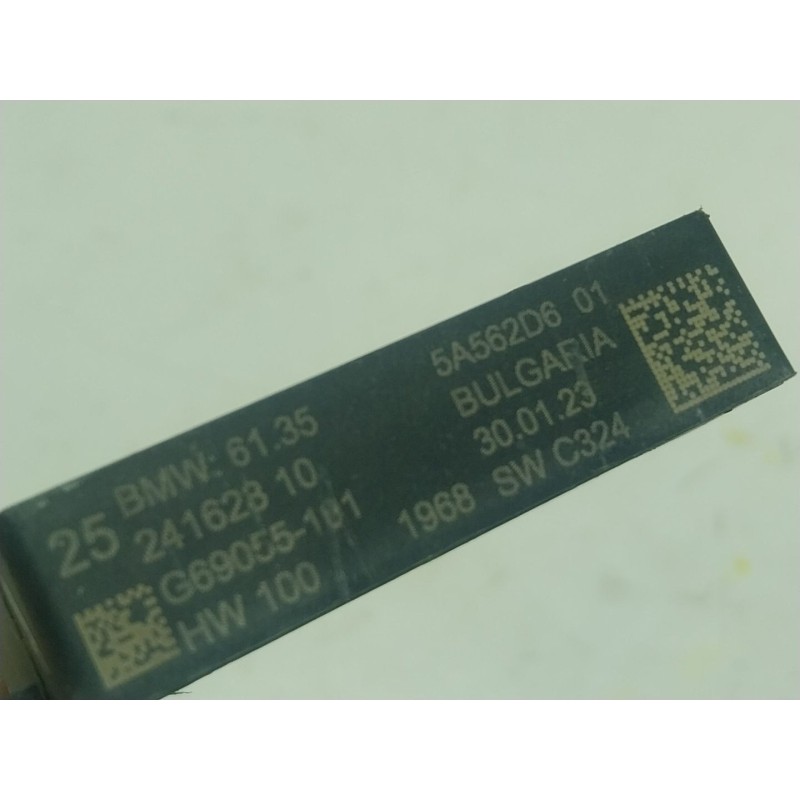 25 BMW: 61.35 5A562D6 01
241628 10 BULGARIA
G69055-101 30.01.23
HW 100 1968 SW C324